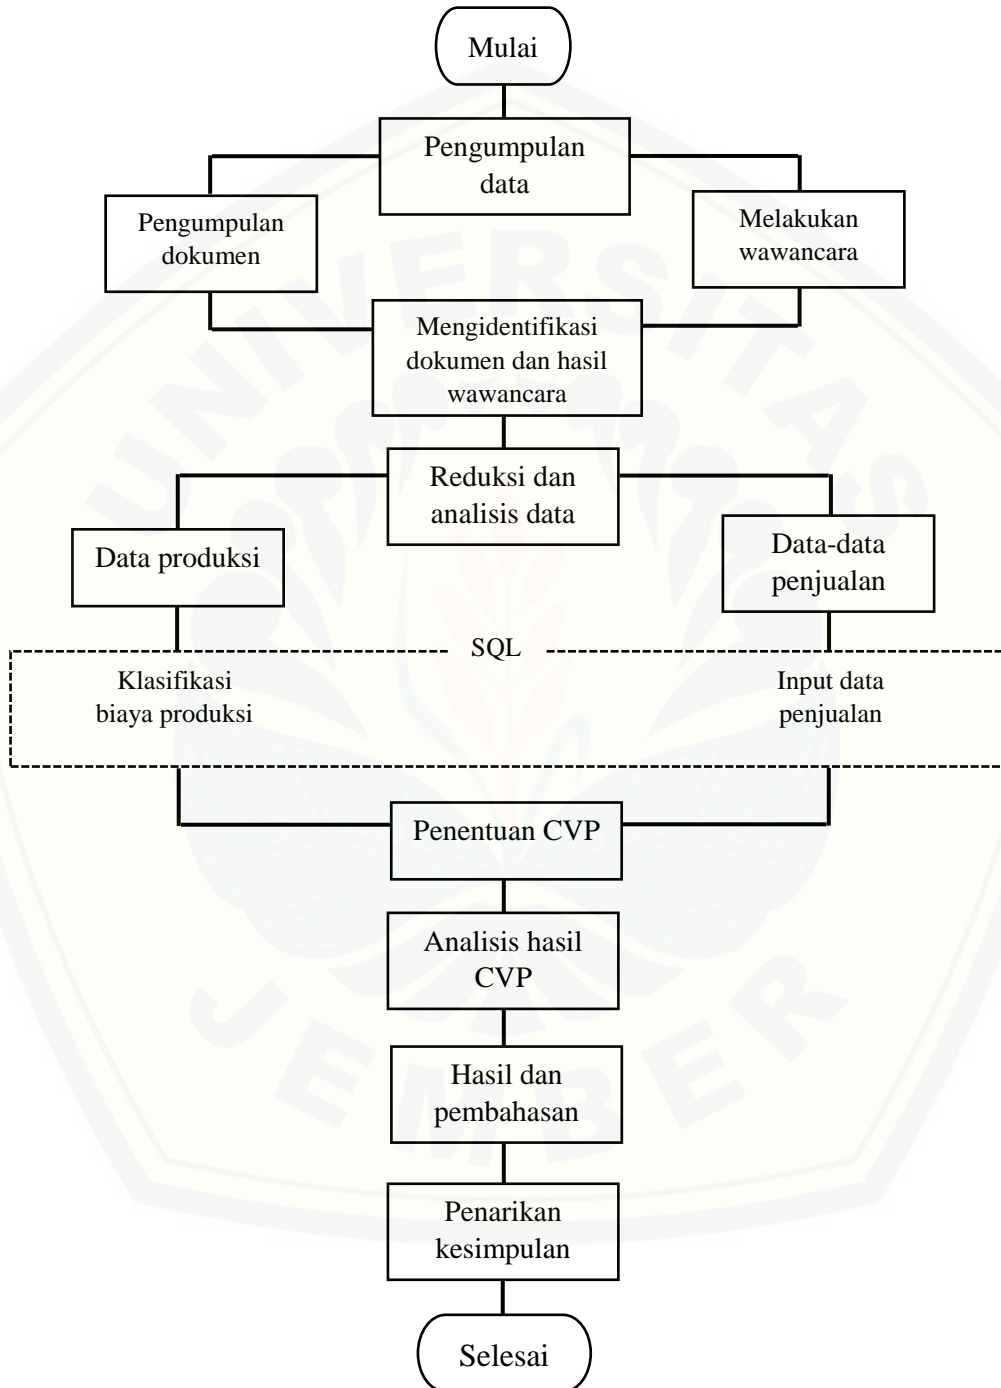 Mulai
Pengumpulan
data
Pengumpulan
dokumen
Melakukan
wawancara
Mengidentifikasi
dokumen dan hasil
wawancara
Reduksi dan
analisis data
Data produksi
Data-data
penjualan
SQL
Klasifikasi
biaya produksi
Input data
penjualan
Penentuan CVP
Analisis hasil
CVP
Hasil dan
pembahasan
Penarikan
kesimpulan
Selesai
UNIVERSITAS
JEMBER